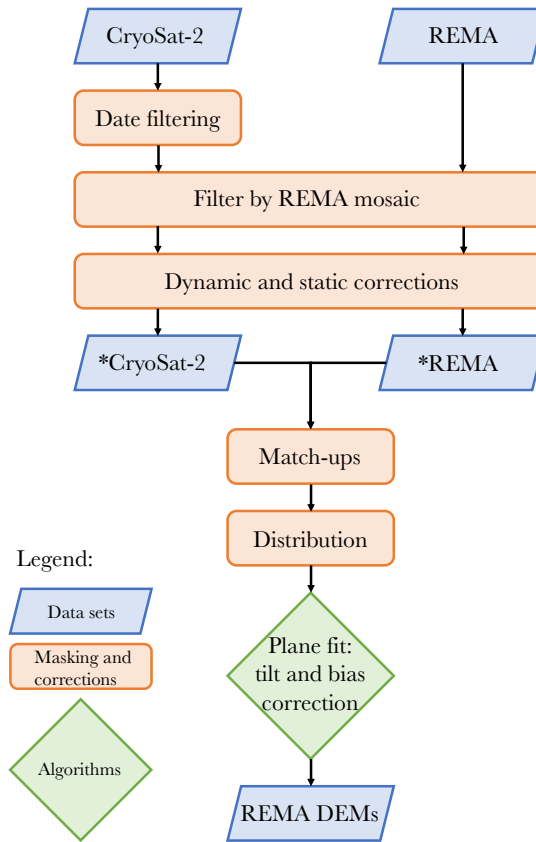 CryoSat-2
REMA
Date filtering
Filter by REMA mosaic
Dynamic and static corrections
*CryoSat-2
*REMA
Match-ups
Distribution
Legend:
Data sets
Masking and
corrections
Algorithms
Plane fit:
tilt and bias
correction
REMA DEMs